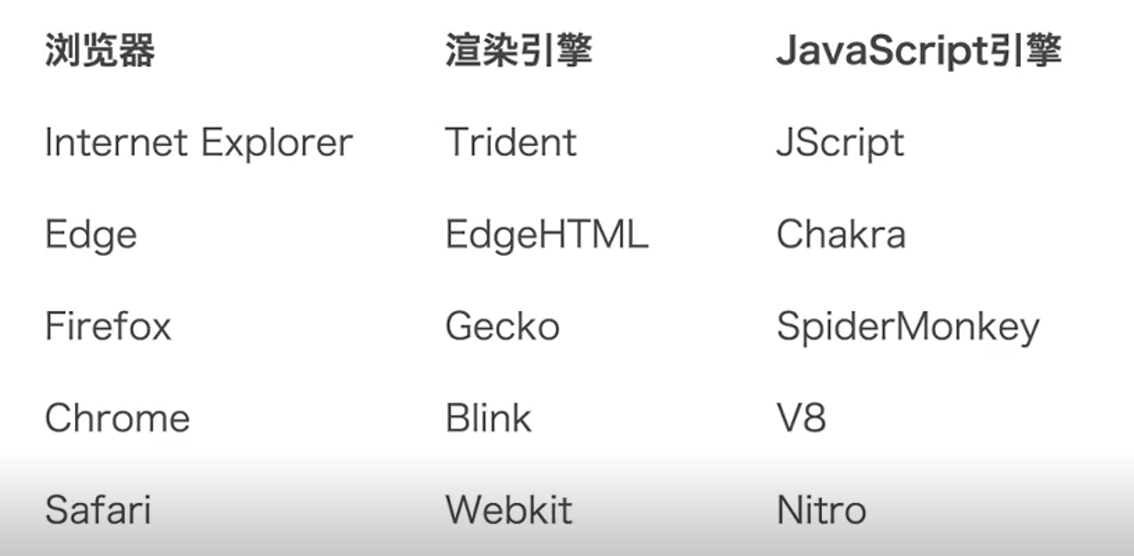 浏览器 渲染引擎 JavaScript引擎
Internet Explorer Trident JScript
Edge EdgeHTML Chakra
Firefox Gecko SpiderMonkey
Chrome Blink V8
Safari Webkit Nitro